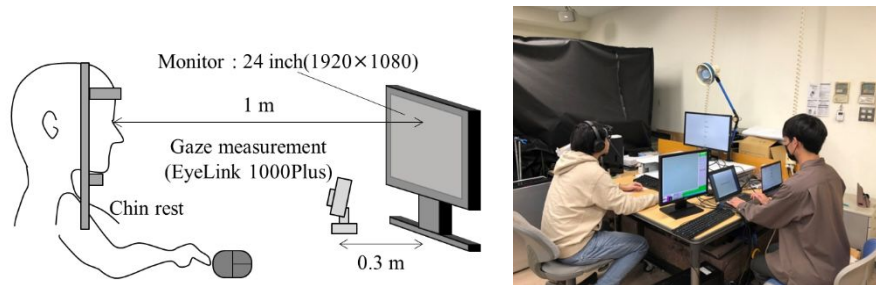 Monitor : 24 inch(1920×1080)
1 m
Gaze measurement
(EyeLink 1000Plus)
Chin rest
0.3 m